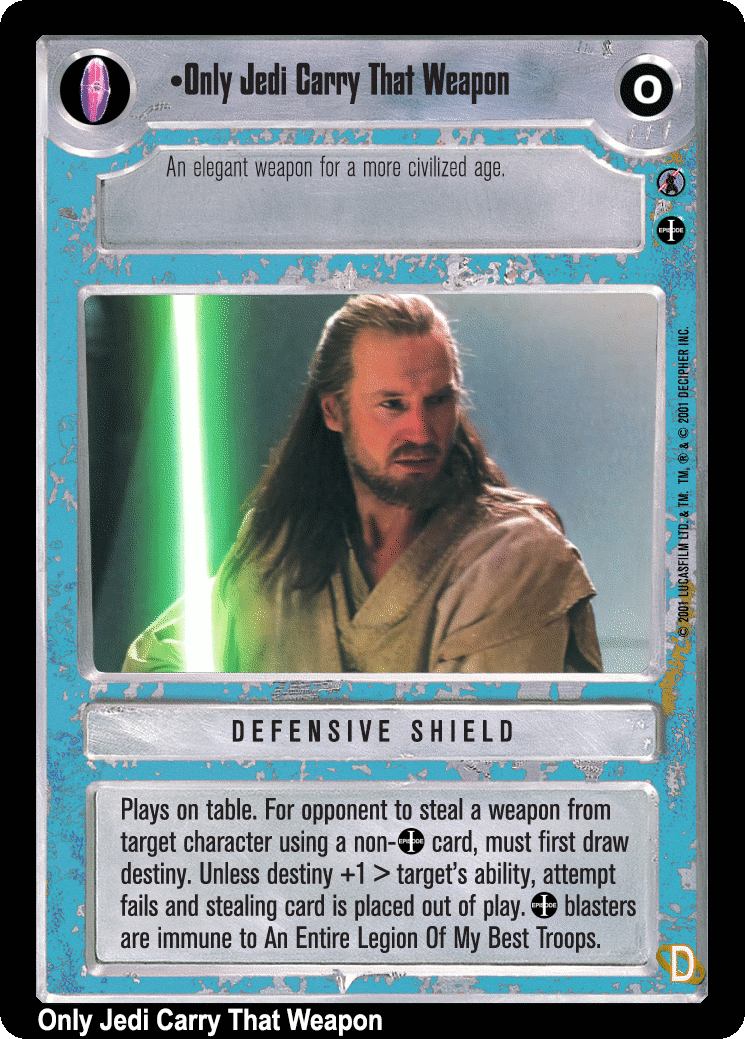 •Only Jedi Carry That Weapon
O
An elegant weapon for a more civilized age.
EPISODE I
© 2001 LUCASFILM LTD. & TM. TM, ® & © 2001 DECIPHER INC.
DEFENSIVE SHIELD
Plays on table. For opponent to steal a weapon from
target character using a non-EPISODE I card, must first draw
destiny. Unless destiny +1 > target's ability, attempt
fails and stealing card is placed out of play. EPISODE I blasters
are immune to An Entire Legion Of My Best Troops.
D
Only Jedi Carry That Weapon